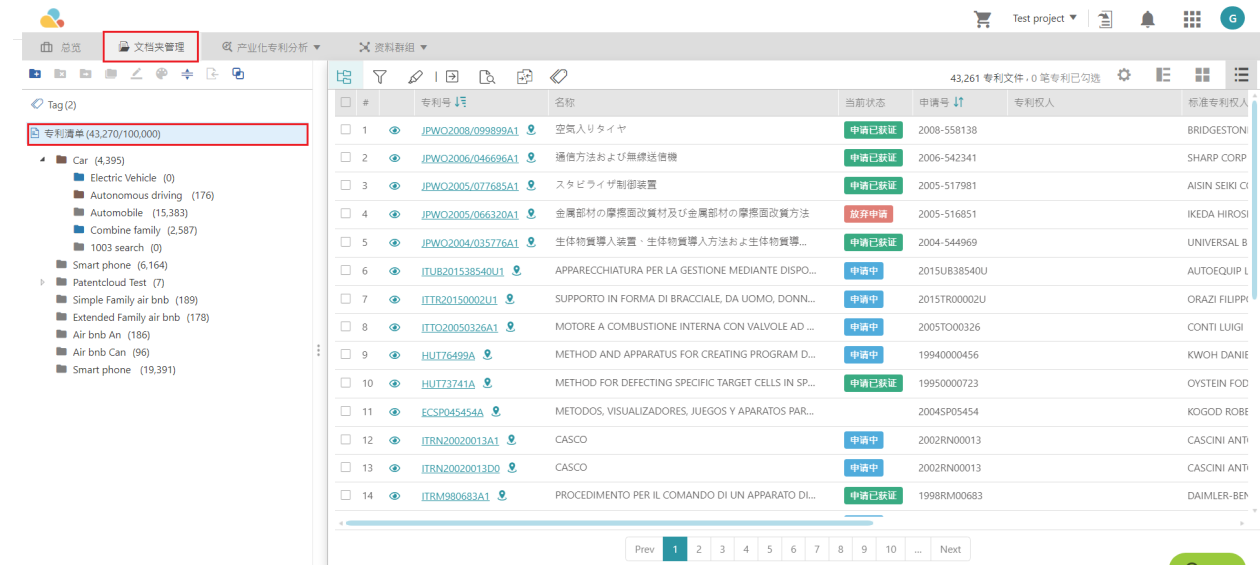 Test project ▼
G
总览
文档夹管理
产业化专利分析 ▼
资料群组 ▼
Tag(2)
专利清单(43,270/100,000)
Car (4,395)
Electric Vehicle (0)
Autonomous driving (176)
Automobile (15,383)
Combine family (2,587)
1003 search (0)
Smart phone (6,164)
Patentcloud Test (7)
Simple Family air bnb (189)
Extended Family air bnb (178)
Air bnb An (186)
Air bnb Can (96)
Smart phone (19,391)
43,261 专利文件，0 笔专利已勾选
# 专利号 名称 当前状态 申请号 专利权人 标准专利权人
1 JPWO2008/099899A1 空気入りタイヤ 申请已获证 2008-558138 BRIDGESTON
2 JPWO2006/046696A1 通信方法および無線送信機 申请已获证 2006-542341 SHARP CORP
3 JPWO2005/077685A1 スタビライザ制御装置 申请已获证 2005-517981 AISIN SEIKI C
4 JPWO2005/066320A1 金属部材の摩擦面改質材及び金属部材の摩擦面改質方法 放弃申请 2005-516851 IKEDA HIROSI
5 JPWO2004/035776A1 生体物質導入装置・生体物質導入方法およ生体物質導... 申请已获证 2004-544969 UNIVERSAL B
6 ITUB201538540U1 APPARECCHIATURA PER LA GESTIONE MEDIANTE DISPO... 申请中 2015UB38540U AUTOEQUIP L
7 ITTR20150002U1 SUPPORTO IN FORMA DI BRACCIALE, DA UOMO, DONN... 申请中 2015TR00002U ORAZI FILIPP
8 ITTO20050326A1 MOTORE A COMBUSTIONE INTERNA CON VALVOLE AD ... 申请中 2005TO00326 CONTI LUIGI
9 HUT76499A METHOD AND APPARATUS FOR CREATING PROGRAM D... 申请中 19940000456 KWOH DANIE
10 HUT73741A METHOD FOR DEFECTING SPECIFIC TARGET CELLS IN SP... 申请已获证 19950000723 OYSTEIN FOD
11 ECSP045454A METODOS, VISUALIZADORES, JUEGOS Y APARATOS PAR... 2004SP05454 KOGOD ROBE
12 ITRN20020013A1 CASCO 申请中 2002RN00013 CASCINI ANT
13 ITRN20020013D0 CASCO 申请中 2002RN00013 CASCINI ANT
14 ITRM980683A1 PROCEDIMENTO PER IL COMANDO DI UN APPARATO DI... 申请已获证 1998RM00683 DAIMLER-BEN
Prev 1 2 3 4 5 6 7 8 9 10 ... Next